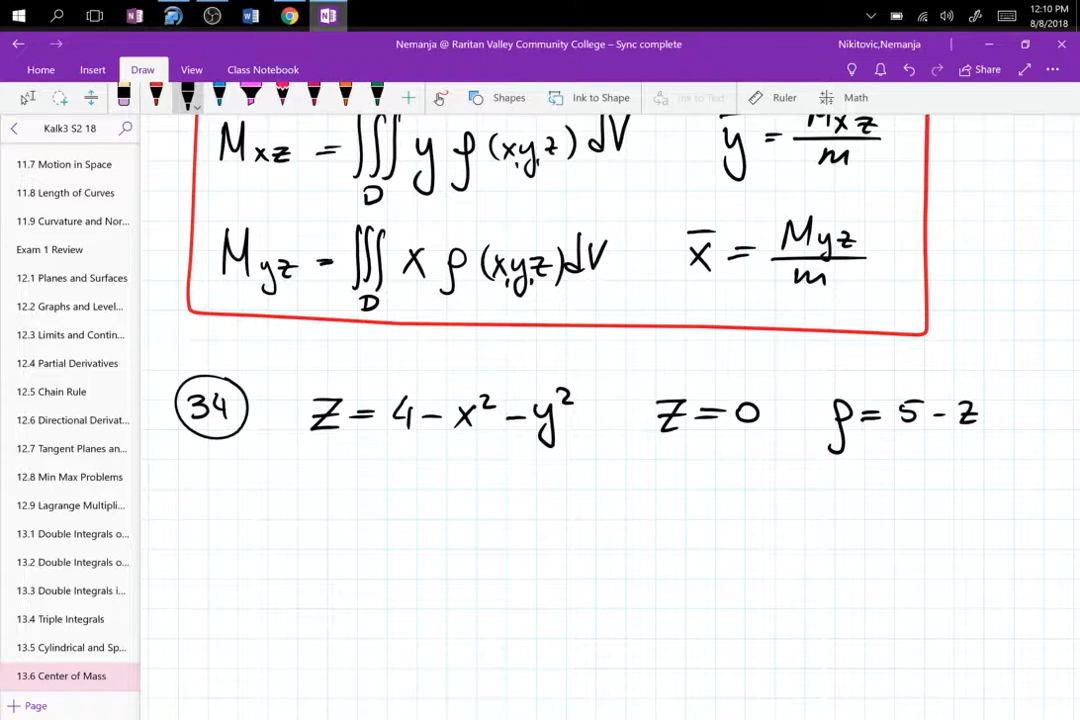 12:10 PM
8/8/2018
Nemanja @ Raritan Valley Community College – Sync complete
Nikitovic,Nemanja
Home Insert Draw View Class Notebook
Share
Shapes Ink to Shape Ink to Text Ruler Math
Kalk3 S2 18
11.7 Motion in Space
11.8 Length of Curves
11.9 Curvature and Nor...
Exam 1 Review
12.1 Planes and Surfaces
12.2 Graphs and Level...
12.3 Limits and Contin...
12.4 Partial Derivatives
12.5 Chain Rule
12.6 Directional Derivat...
12.7 Tangent Planes an...
12.8 Min Max Problems
12.9 Lagrange Multipli...
13.1 Double Integrals o...
13.2 Double Integrals o...
13.3 Double Integrals i...
13.4 Triple Integrals
13.5 Cylindrical and Sp...
13.6 Center of Mass
+ Page
M_xz = ∭_D y ρ(x,y,z) dV ȳ = M_xz/m
M_yz = ∭_D x ρ(x,y,z) dV x̄ = M_yz/m
34 z = 4 - x² - y² z = 0 ρ = 5 - z